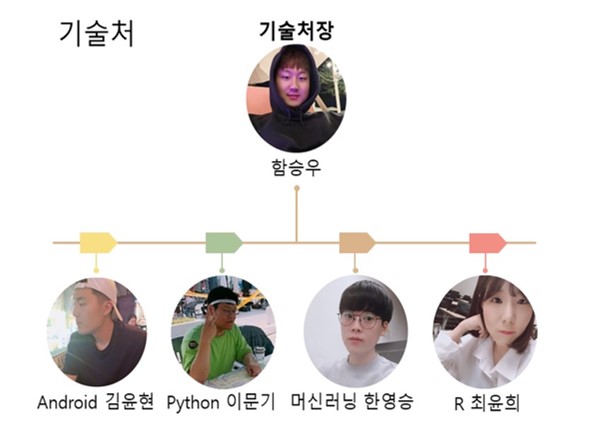 기술처
기술처장
함승우
Android 김윤현
Python 이문기
머신러닝 한영승
R 최윤희